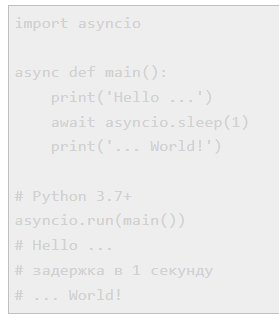 import asyncio

async def main():
    print('Hello ...')
    await asyncio.sleep(1)
    print('... World!')

# Python 3.7+
asyncio.run(main())
# Hello ...
# задержка в 1 секунду
# ... World!